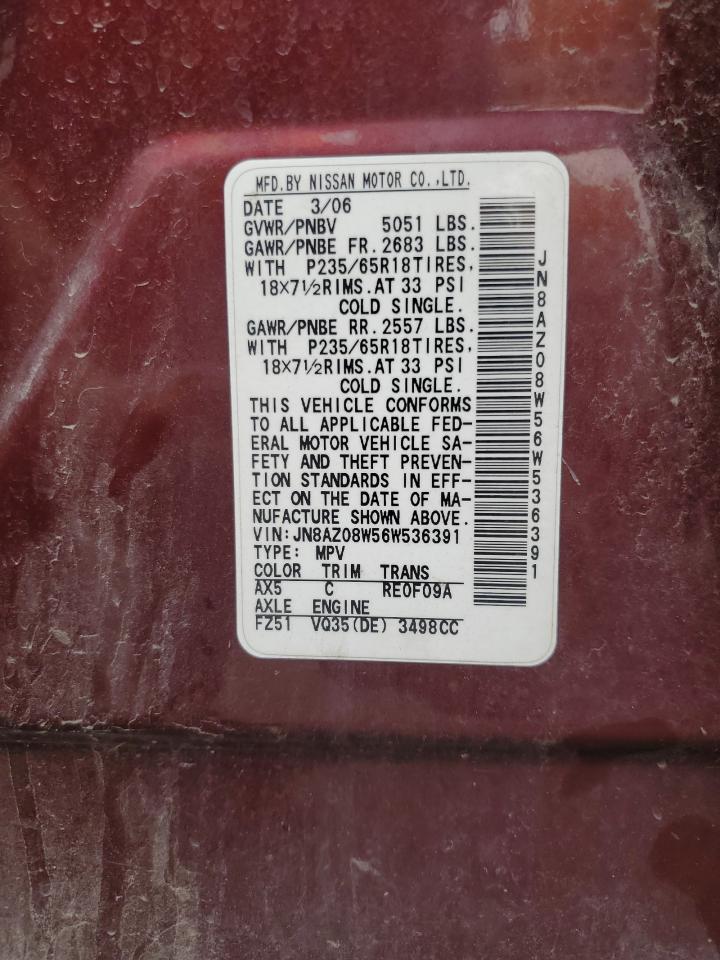 MFD.BY NISSAN MOTOR CO.,LTD.
DATE 3/06
GVWR/PNBV 5051 LBS.
GAWR/PNBE FR.2683 LBS.
WITH P235/65R18TIRES,
18×7½RIMS.AT 33 PSI
COLD SINGLE.
GAWR/PNBE RR.2557 LBS.
WITH P235/65R18TIRES,
18×7½RIMS.AT 33 PSI
COLD SINGLE.
THIS VEHICLE CONFORMS
TO ALL APPLICABLE FED-
ERAL MOTOR VEHICLE SA-
FETY AND THEFT PREVEN-
TION STANDARDS IN EFF-
ECT ON THE DATE OF MA-
NUFACTURE SHOWN ABOVE.
VIN:JN8AZ08W56W536391
TYPE: MPV
COLOR TRIM TRANS
AX5 C RE0F09A
AXLE ENGINE
FZ51 VQ35(DE) 3498CC
JN8AZ08W56W536391